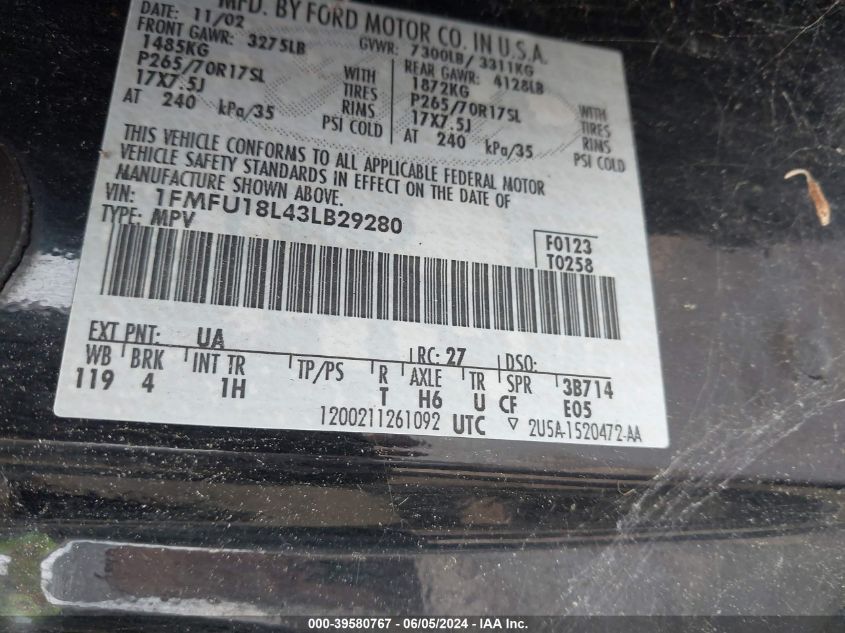 MFD. BY FORD MOTOR CO. IN U.S.A.
DATE: 11/02 GVWR: 7300LB/ 3311KG
FRONT GAWR: 3275LB REAR GAWR: 4128LB
1485KG WITH 1872KG WITH
P265/70R17SL TIRES P265/70R17SL TIRES
17X7.5J RIMS 17X7.5J RIMS
AT 240 kPa/35 PSI COLD AT 240 kPa/35 PSI COLD
THIS VEHICLE CONFORMS TO ALL APPLICABLE FEDERAL MOTOR
VEHICLE SAFETY STANDARDS IN EFFECT ON THE DATE OF
MANUFACTURE SHOWN ABOVE.
VIN: 1FMFU18L43LB29280
TYPE: MPV
F0123
T0258
EXT PNT: UA RC: 27 DSO:
WB BRK INT TR TP/PS R AXLE TR SPR 3B714
119 4 1H T H6 U CF E05
1200211261092 UTC ▽ 2U5A-1520472-AA
000-39580767 - 06/05/2024 - IAA Inc.